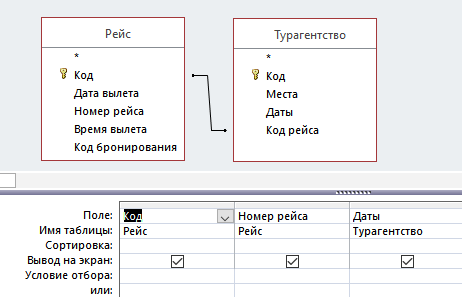 Рейс
*
Код
Дата вылета
Номер рейса
Время вылета
Код бронирования
Турагентство
*
Код
Места
Даты
Код рейса
Поле: Код Номер рейса Даты
Имя таблицы: Рейс Рейс Турагентство
Сортировка:
Вывод на экран:
Условие отбора:
или: